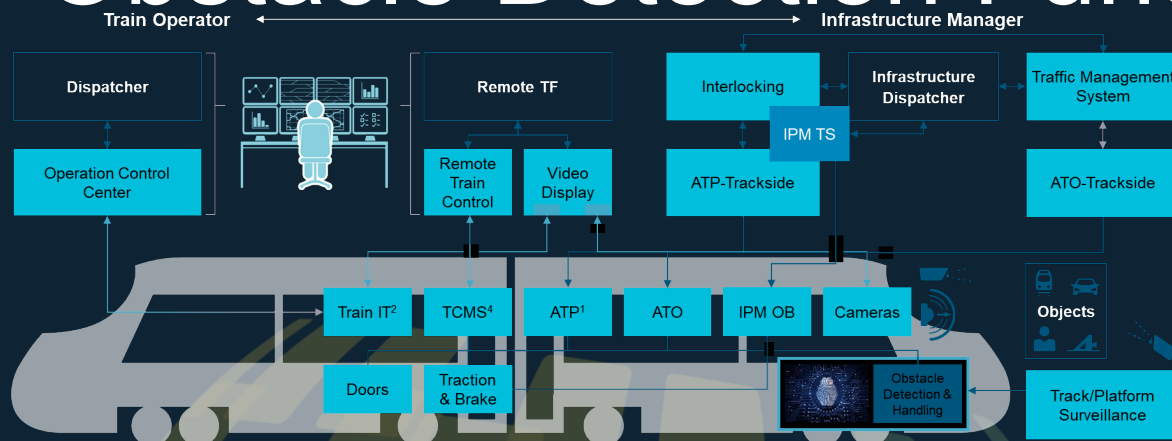 Train Operator
Infrastructure Manager
Dispatcher
Remote TF
Interlocking
Infrastructure
Dispatcher
Traffic Management
System
IPM TS
Operation Control
Center
Remote
Train
Control
Video
Display
ATP-Trackside
ATO-Trackside
Train IT²
TCMS⁴
ATP¹
ATO
IPM OB
Cameras
Objects
Doors
Traction
& Brake
Obstacle
Detection &
Handling
Track/Platform
Surveillance